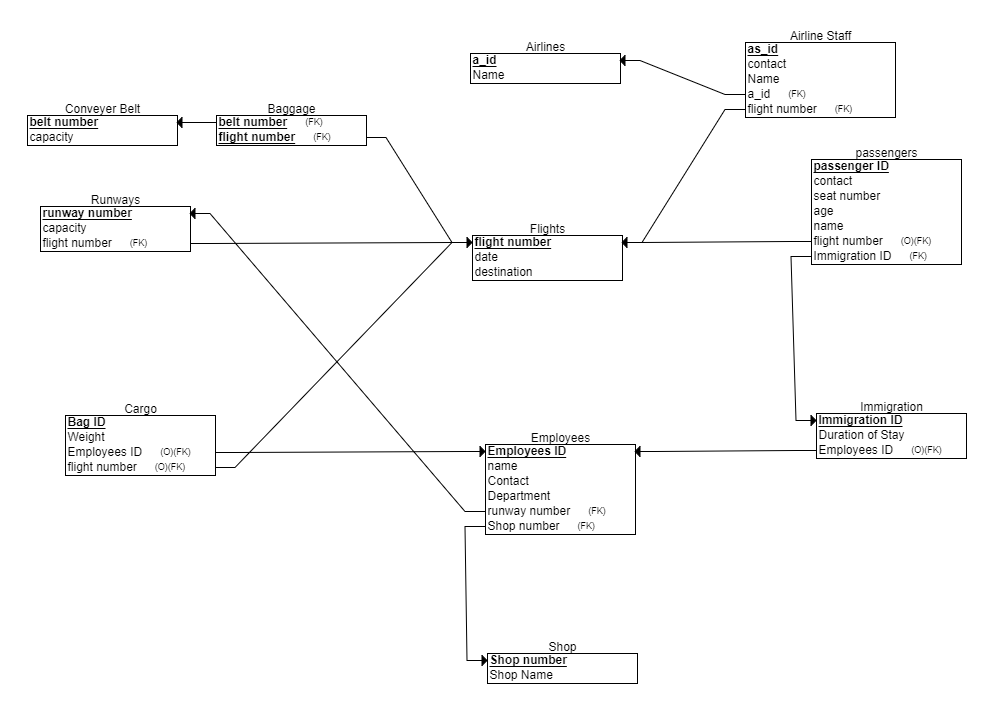 Airlines
a_id
Name
Airline Staff
as_id
contact
Name
a_id (FK)
flight number (FK)
Conveyer Belt
belt number
capacity
Baggage
belt number (FK)
flight number (FK)
passengers
passenger ID
contact
seat number
age
name
flight number (O)(FK)
Immigration ID (FK)
Runways
runway number
capacity
flight number (FK)
Flights
flight number
date
destination
Cargo
Bag ID
Weight
Employees ID (O)(FK)
flight number (O)(FK)
Employees
Employees ID
name
Contact
Department
runway number (FK)
Shop number (FK)
Immigration
Immigration ID
Duration of Stay
Employees ID (O)(FK)
Shop
Shop number
Shop Name